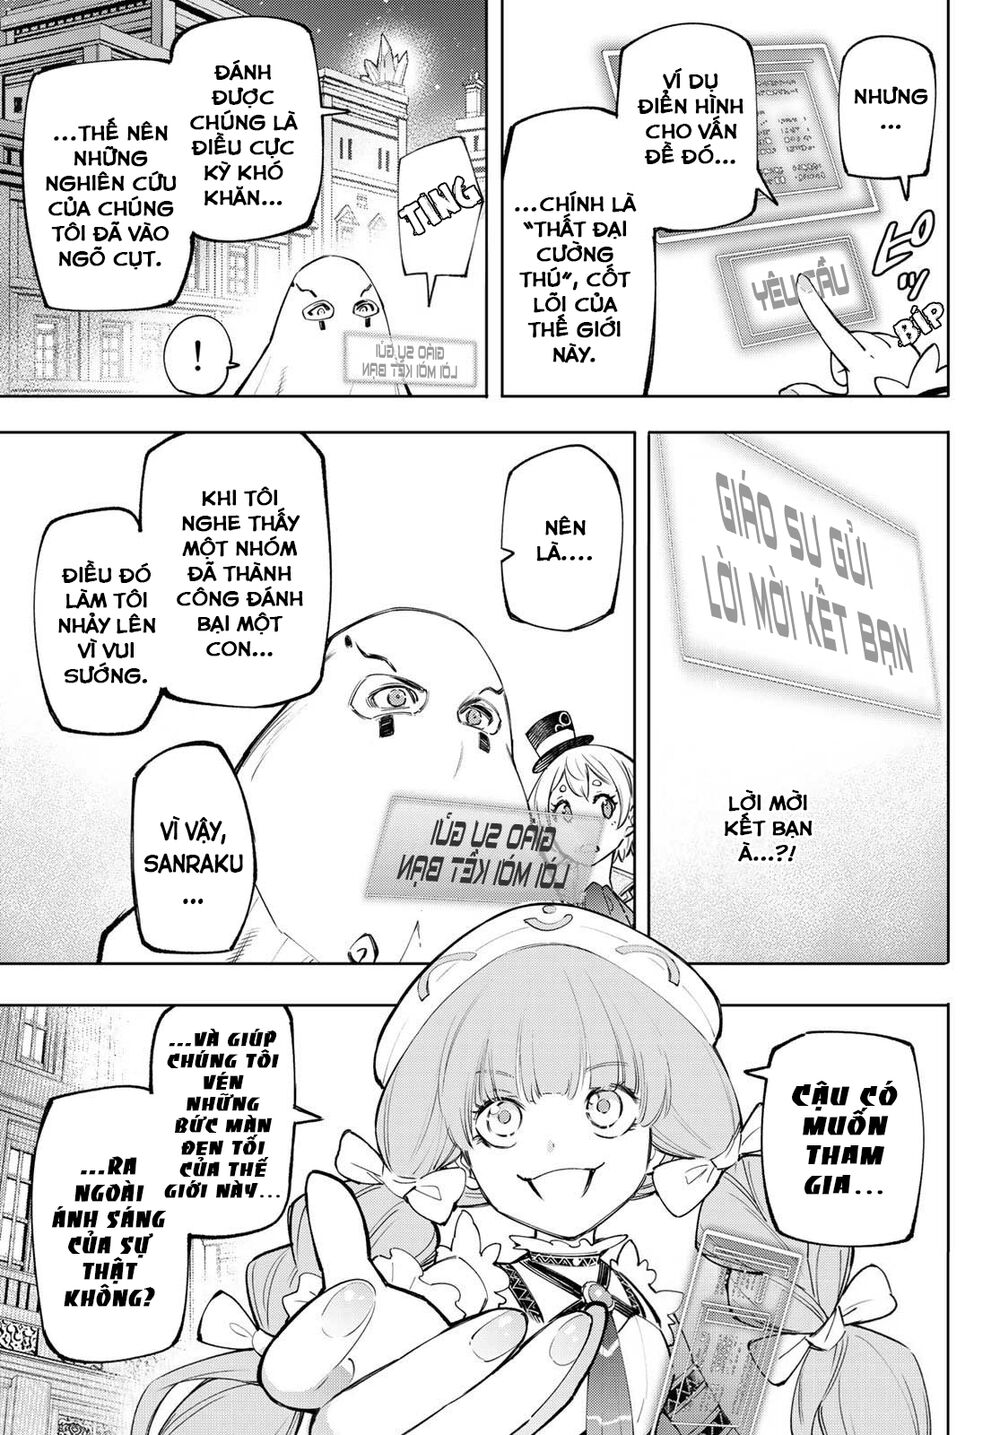 NHƯNG
...
VÍ DỤ
ĐIỂN HÌNH
CHO VẤN
ĐỀ ĐÓ...
...CHÍNH LÀ
"THẤT ĐẠI
CƯỜNG
THÚ", CỐT
LÕI CỦA
THẾ GIỚI
NÀY.
YÊU CẦU
ピロッ
BÍP
TING
ĐÁNH
ĐƯỢC
CHÚNG LÀ
ĐIỀU CỰC
KỲ KHÓ
KHĂN...
...THẾ NÊN
NHỮNG
NGHIÊN CỨU
CỦA CHÚNG
TÔI ĐÃ VÀO
NGÕ CỤT.
!
GIÁO SƯ GỬI
LỜI MỜI KẾT BẠN
GIÁO SƯ GỬI
LỜI MỜI KẾT BẠN
LỜI MỜI
KẾT BẠN
À...?!
NÊN
LÀ....
KHI TÔI
NGHE THẤY
MỘT NHÓM
ĐÃ THÀNH
CÔNG ĐÁNH
BẠI MỘT
CON...
ĐIỀU ĐÓ
LÀM TÔI
NHẢY LÊN
VÌ VUI
SƯỚNG.
VÌ VẬY,
SANRAKU
...
GIÁO SƯ GỬI
LỜI MỜI KẾT BẠN
CẬU CÓ
MUỐN
THAM
GIA...
...VÀ GIÚP
CHÚNG TÔI
VÉN
NHỮNG
BỨC MÀN
ĐEN TỐI
CỦA THẾ
GIỚI NÀY...
...RA
NGOÀI
ÁNH SÁNG
CỦA SỰ
THẬT
KHÔNG?